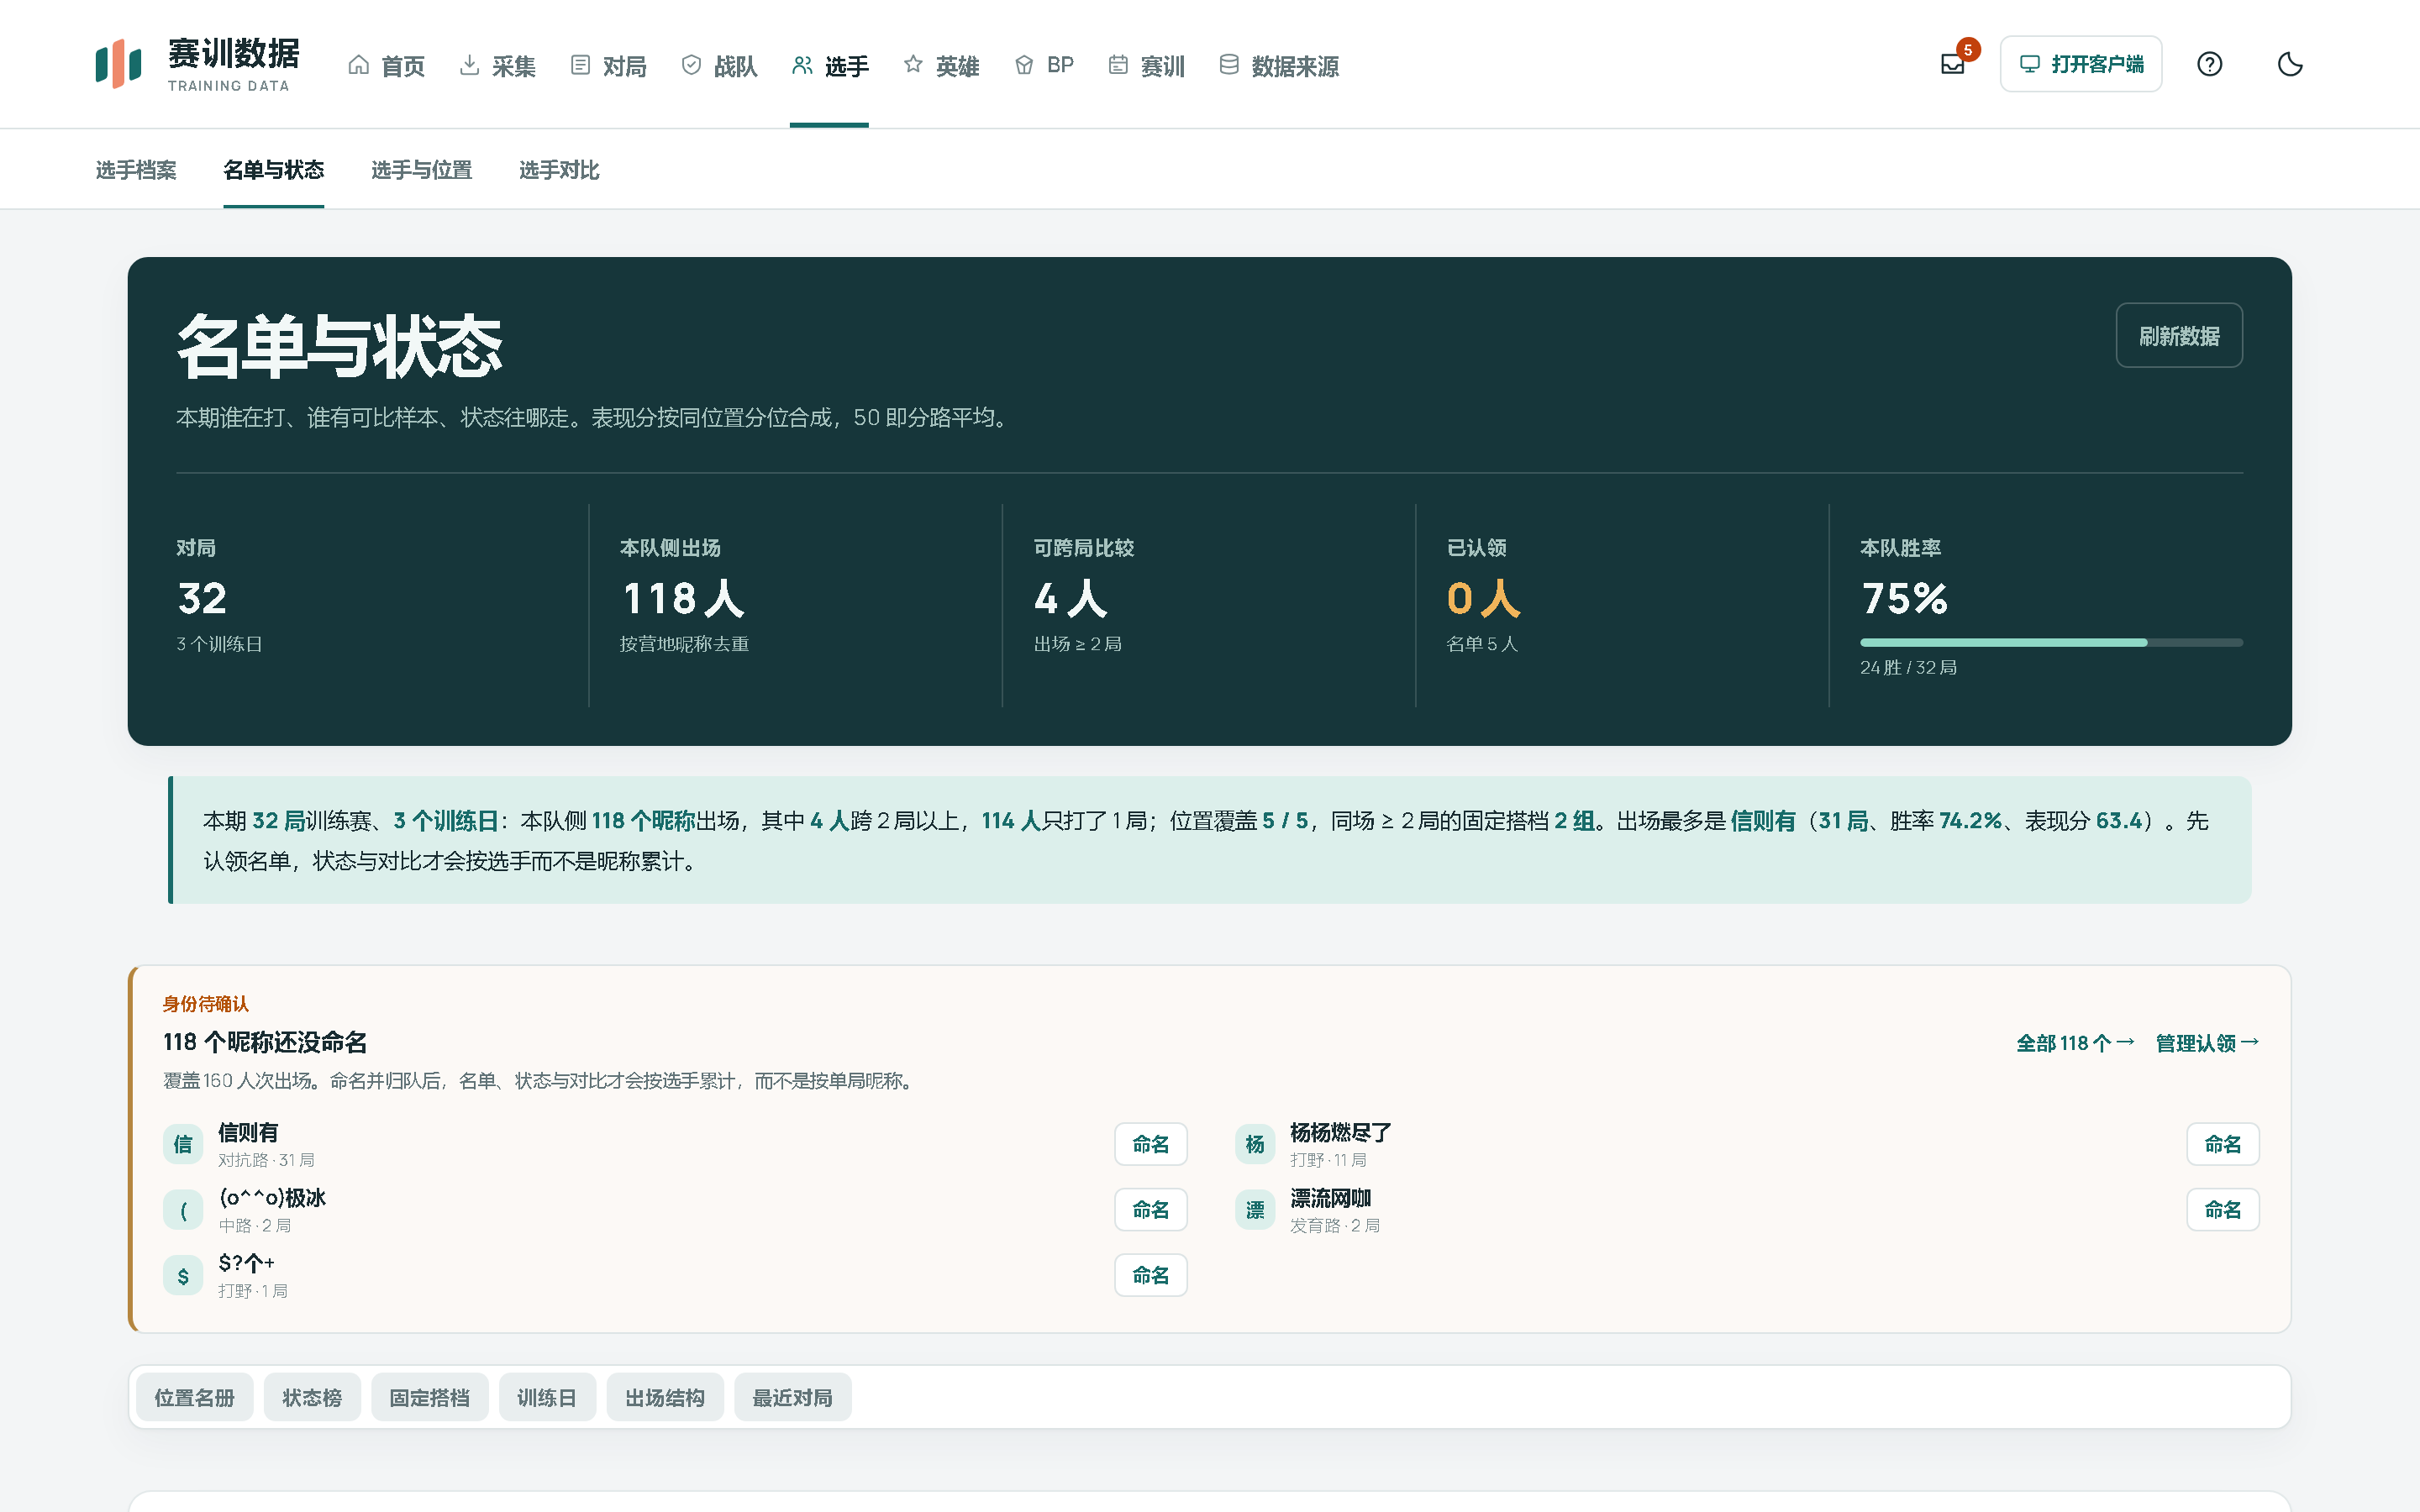 赛训数据
TRAINING DATA
首页
采集
对局
战队
选手
英雄
BP
赛训
数据来源
5
打开客户端
选手档案
名单与状态
选手与位置
选手对比
名单与状态
刷新数据
本期谁在打、谁有可比样本、状态往哪走。表现分按同位置分位合成，50 即分路平均。
对局
32
3 个训练日
本队侧出场
118 人
按营地昵称去重
可跨局比较
4 人
出场 ≥ 2 局
已认领
0 人
名单 5 人
本队胜率
75%
24 胜 / 32 局
本期 32 局训练赛、3 个训练日：本队侧 118 个昵称出场，其中 4 人跨 2 局以上，114 人只打了 1 局；位置覆盖 5 / 5，同场 ≥ 2 局的固定搭档 2 组。出场最多是 信则有（31 局、胜率 74.2%、表现分 63.4）。先
认领名单，状态与对比才会按选手而不是昵称累计。
身份待确认
118 个昵称还没命名
全部 118 个 →
管理认领 →
覆盖 160 人次出场。命名并归队后，名单、状态与对比才会按选手累计，而不是按单局昵称。
信
信则有
对抗路 · 31 局
命名
杨
杨杨燃尽了
打野 · 11 局
命名
(
(o^^o)极冰
中路 · 2 局
命名
漂
漂流网咖
发育路 · 2 局
命名
$
$?个+
打野 · 1 局
命名
位置名册
状态榜
固定搭档
训练日
出场结构
最近对局